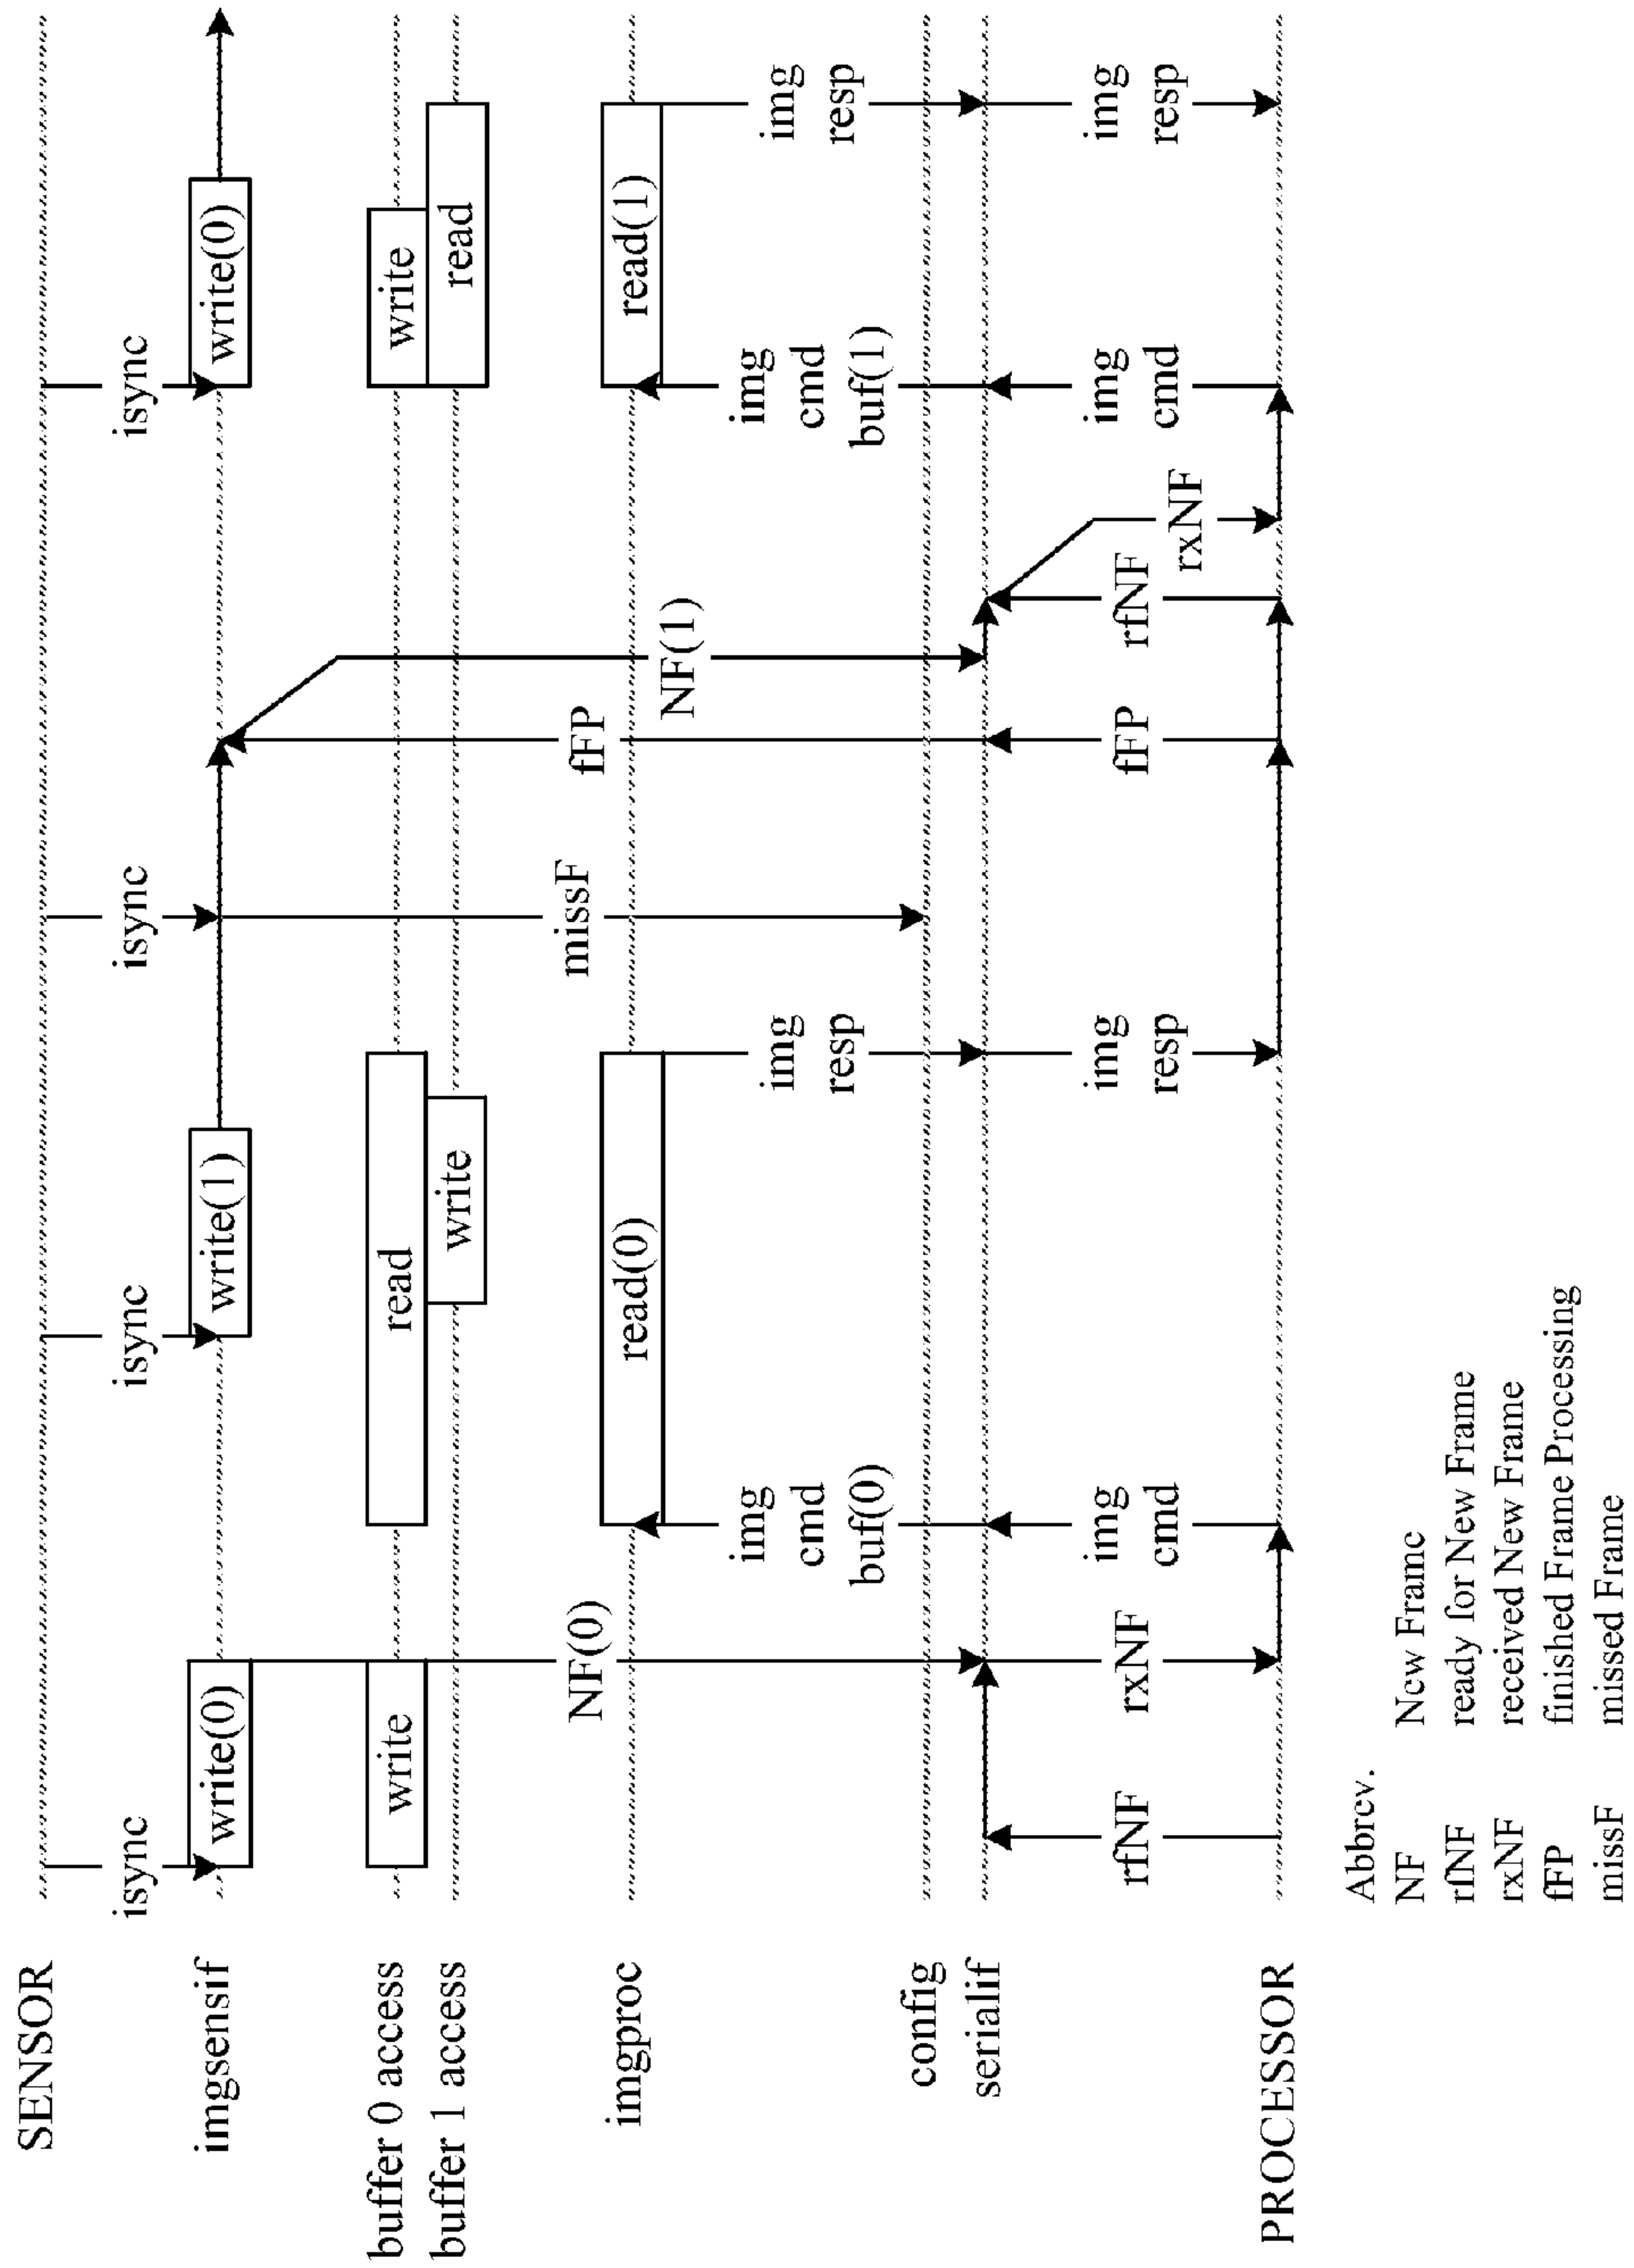 SENSOR
isync
isync
isync
isync
imgsensif
write(0)
write(1)
write(0)
buffer 0 access
write
read
write
buffer 1 access
write
read
NF(0)
missF
fFP
NF(1)
imgproc
read(0)
read(1)
img
cmd
buf(0)
img
resp
img
cmd
buf(1)
img
resp
config
serialif
rfNF
rxNF
img
cmd
img
resp
fFP
rfNF
rxNF
img
cmd
img
resp
PROCESSOR
Abbrev.
NF New Frame
rfNF ready for New Frame
rxNF received New Frame
fFP finished Frame Processing
missF missed Frame